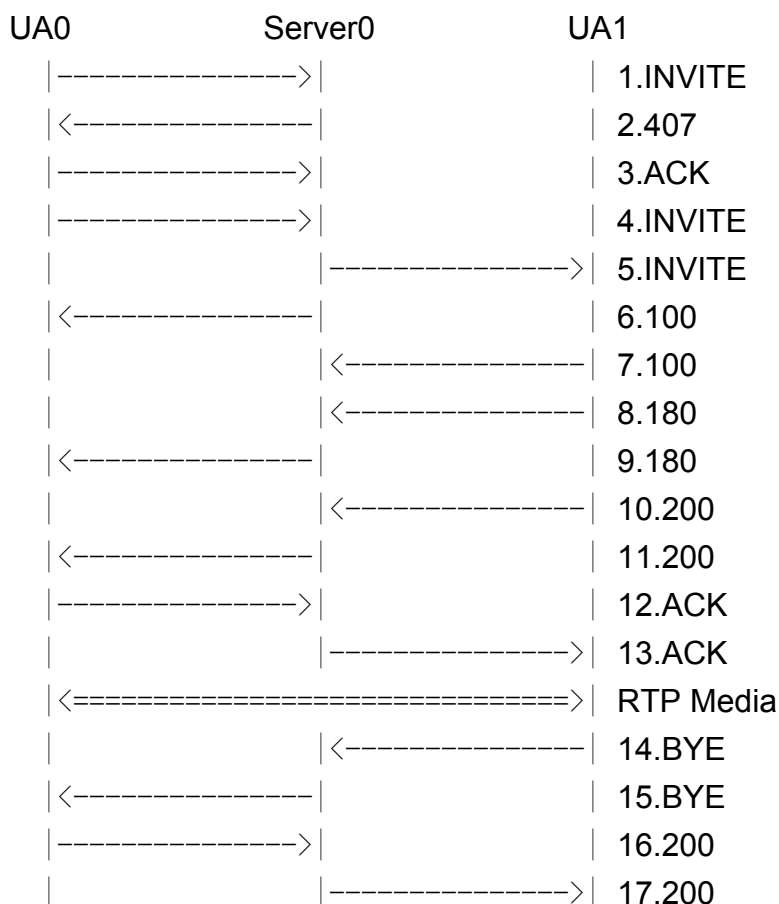 UA0 Server0 UA1
|--------------->| | 1.INVITE
|<---------------| | 2.407
|--------------->| | 3.ACK
|--------------->| | 4.INVITE
| |--------------->| 5.INVITE
|<---------------| | 6.100
| |<---------------| 7.100
| |<---------------| 8.180
|<---------------| | 9.180
| |<---------------| 10.200
|<---------------| | 11.200
|--------------->| | 12.ACK
| |--------------->| 13.ACK
|<================================>| RTP Media
| |<---------------| 14.BYE
|<---------------| | 15.BYE
|--------------->| | 16.200
| |--------------->| 17.200